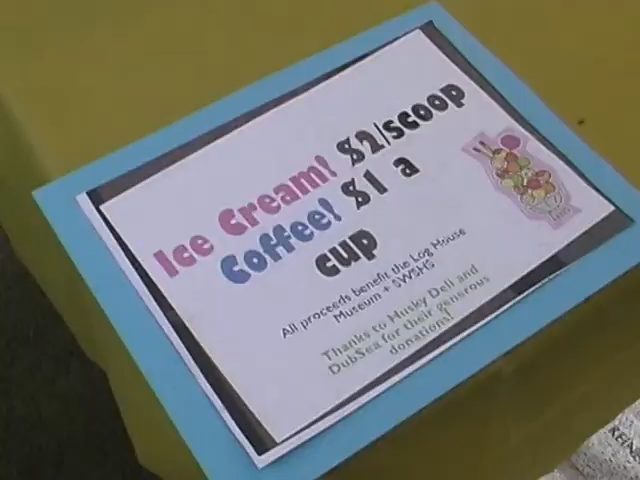 Ice Cream! $2/scoop
Coffee! $1 a
cup
All proceeds benefit the Log House
Museum + SWSHS
Thanks to Husky Deli and
DubSea for their generous
donations!